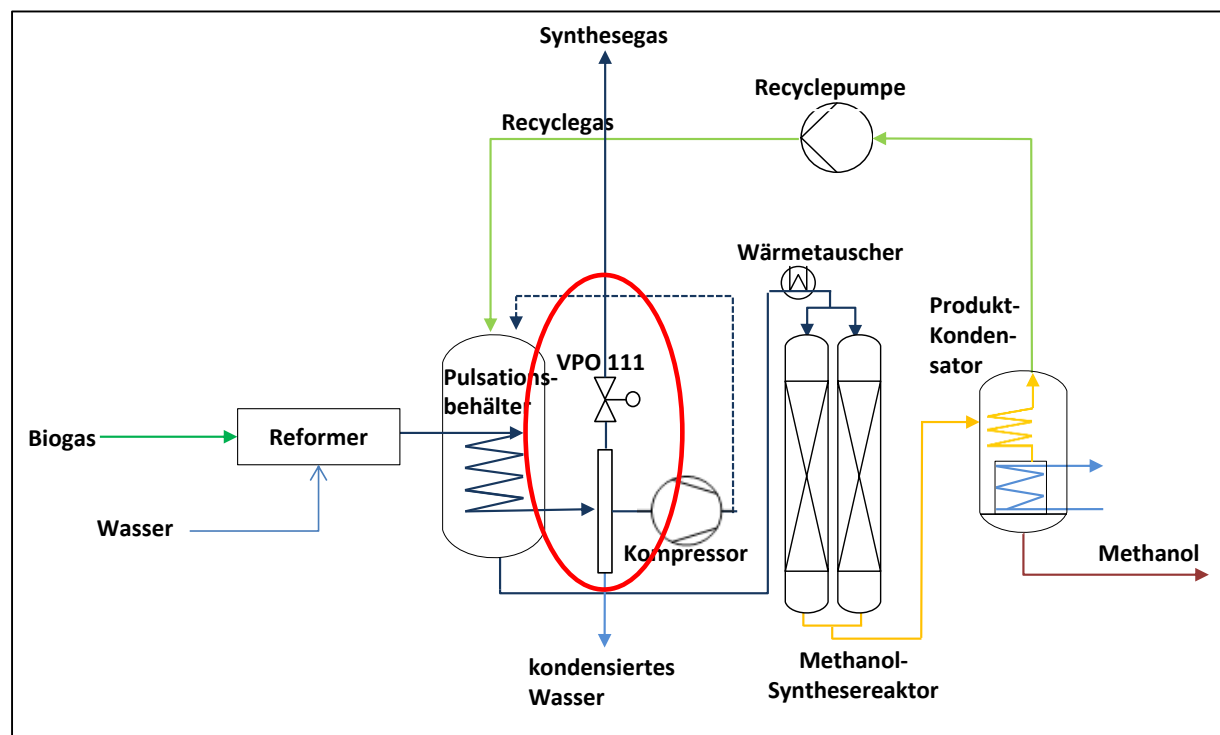 Synthesegas
Recyclepumpe
Recyclegas
Wärmetauscher
Produkt-
Konden-
sator
VPO 111
Pulsations-
behälter
Biogas
Reformer
Wasser
Kompressor
Methanol
kondensiertes
Wasser
Methanol-
Synthesereaktor